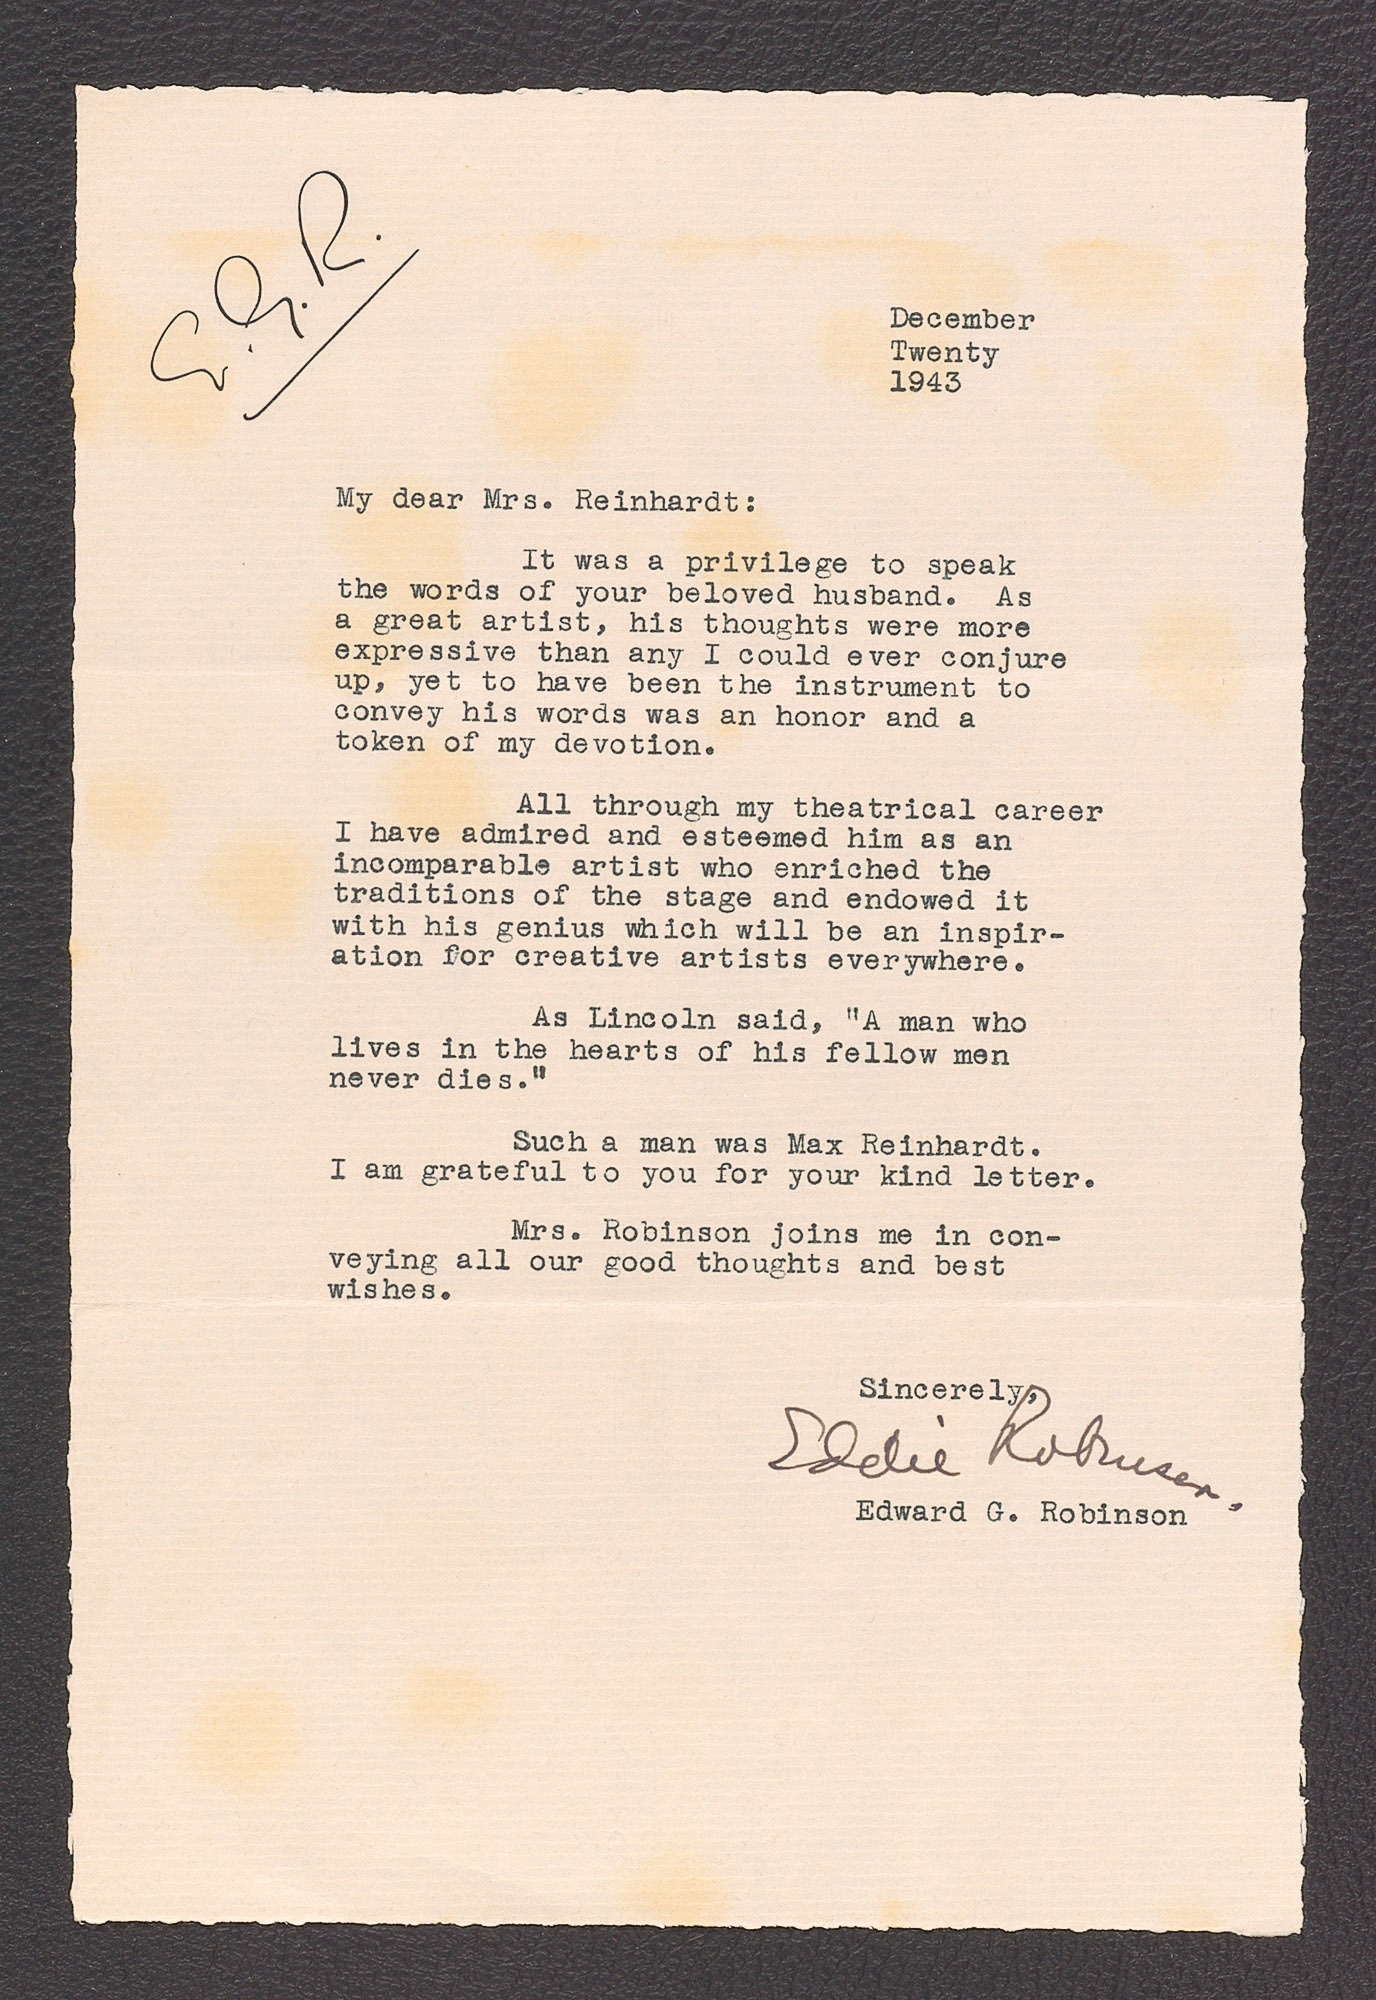 E.G.R.
December
Twenty
1943
My dear Mrs. Reinhardt:
It was a privilege to speak
the words of your beloved husband. As
a great artist, his thoughts were more
expressive than any I could ever conjure
up, yet to have been the instrument to
convey his words was an honor and a
token of my devotion.
All through my theatrical career
I have admired and esteemed him as an
incomparable artist who enriched the
traditions of the stage and endowed it
with his genius which will be an inspir-
ation for creative artists everywhere.
As Lincoln said, "A man who
lives in the hearts of his fellow men
never dies."
Such a man was Max Reinhardt.
I am grateful to you for your kind letter.
Mrs. Robinson joins me in con-
veying all our good thoughts and best
wishes.
Sincerely,
Eddie Robinson.
Edward G. Robinson